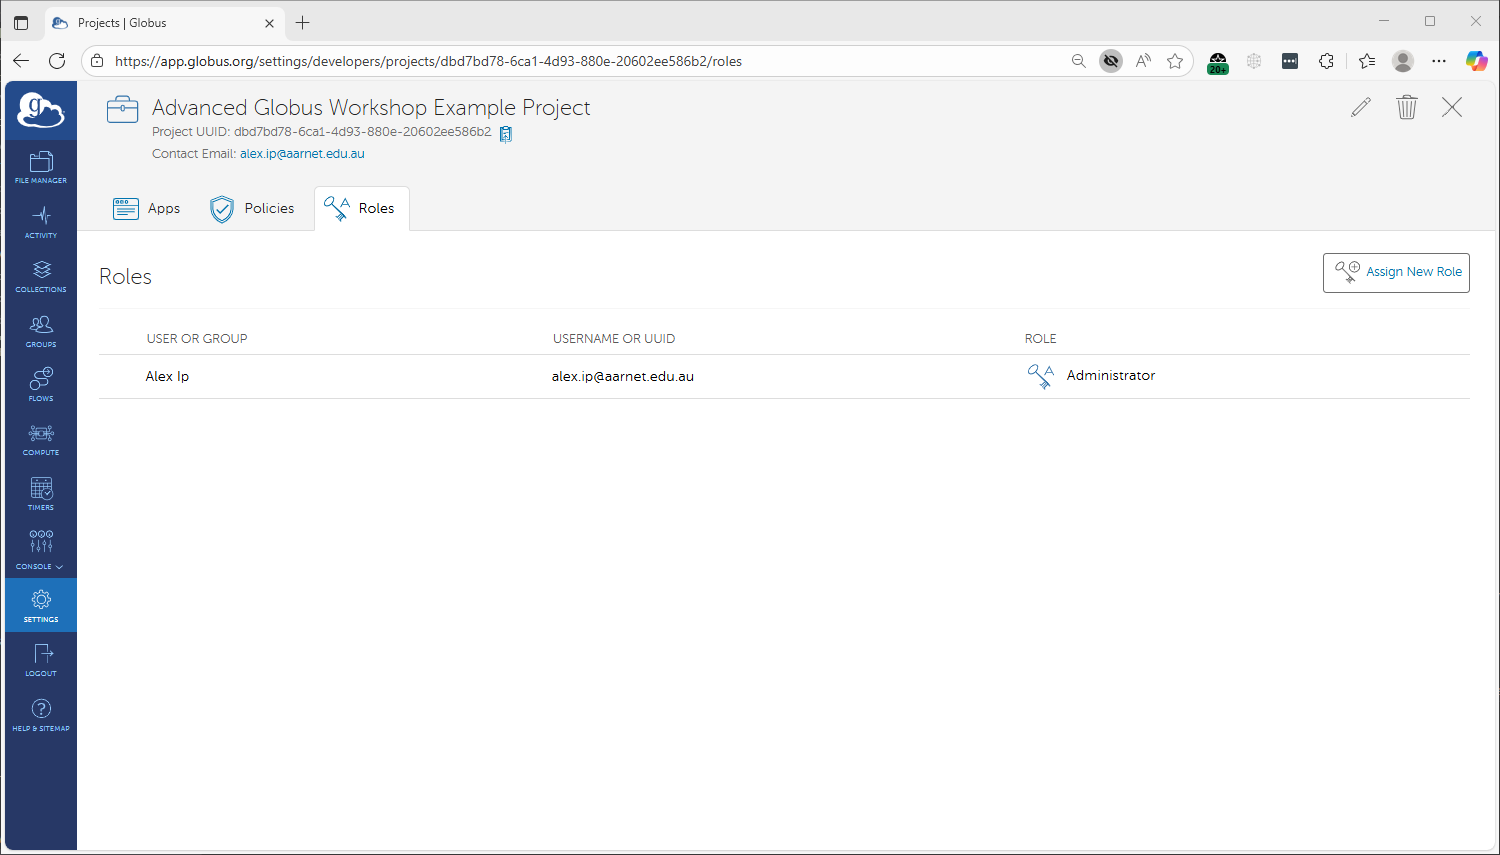 Projects | Globus
https://app.globus.org/settings/developers/projects/dbd7bd78-6ca1-4d93-880e-20602ee586b2/roles
20+
g
Advanced Globus Workshop Example Project
Project UUID: dbd7bd78-6ca1-4d93-880e-20602ee586b2
Contact Email: alex.ip@aarnet.edu.au
FILE MANAGER
ACTIVITY
COLLECTIONS
GROUPS
FLOWS
COMPUTE
TIMERS
CONSOLE
SETTINGS
LOGOUT
HELP & SITEMAP
Apps
Policies
Roles
Roles
Assign New Role
USER OR GROUP
USERNAME OR UUID
ROLE
Alex Ip
alex.ip@aarnet.edu.au
Administrator